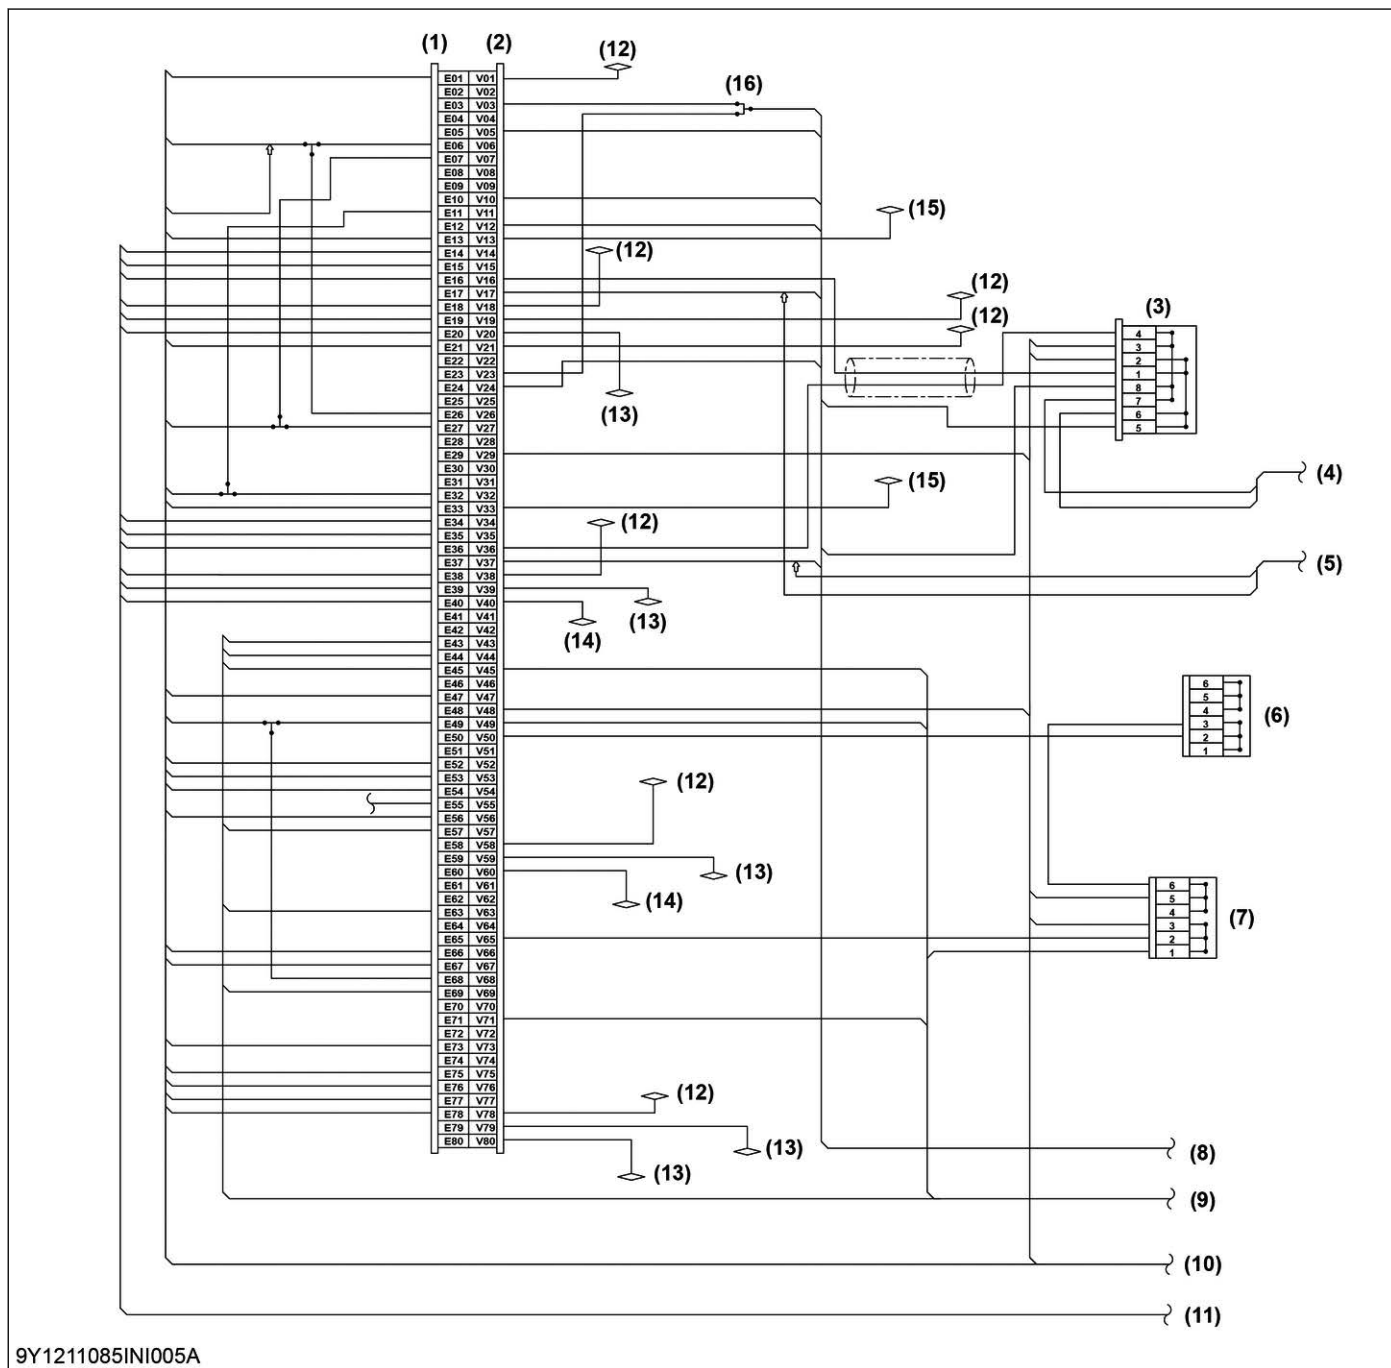 (1) (2)
(12)
(16)
E01 V01
E02 V02
E03 V03
E04 V04
E05 V05
E06 V06
E07 V07
E08 V08
E09 V09
E10 V10
E11 V11
E12 V12
E13 V13
E14 V14
E15 V15
E16 V16
E17 V17
E18 V18
E19 V19
E20 V20
E21 V21
E22 V22
E23 V23
E24 V24
E25 V25
E26 V26
E27 V27
E28 V28
E29 V29
E30 V30
E31 V31
E32 V32
E33 V33
E34 V34
E35 V35
E36 V36
E37 V37
E38 V38
E39 V39
E40 V40
E41 V41
E42 V42
E43 V43
E44 V44
E45 V45
E46 V46
E47 V47
E48 V48
E49 V49
E50 V50
E51 V51
E52 V52
E53 V53
E54 V54
E55 V55
E56 V56
E57 V57
E58 V58
E59 V59
E60 V60
E61 V61
E62 V62
E63 V63
E64 V64
E65 V65
E66 V66
E67 V67
E68 V68
E69 V69
E70 V70
E71 V71
E72 V72
E73 V73
E74 V74
E75 V75
E76 V76
E77 V77
E78 V78
E79 V79
E80 V80
(15)
(12)
(12)
(12)
(13)
(15)
(12)
(13)
(14)
(12)
(13)
(14)
(12)
(13)
(13)
(3)
4
3
2
1
8
7
6
5
(4)
(5)
6
5
4
3
2
1
(6)
6
5
4
3
2
1
(7)
(8)
(9)
(10)
(11)
9Y1211085INI005A